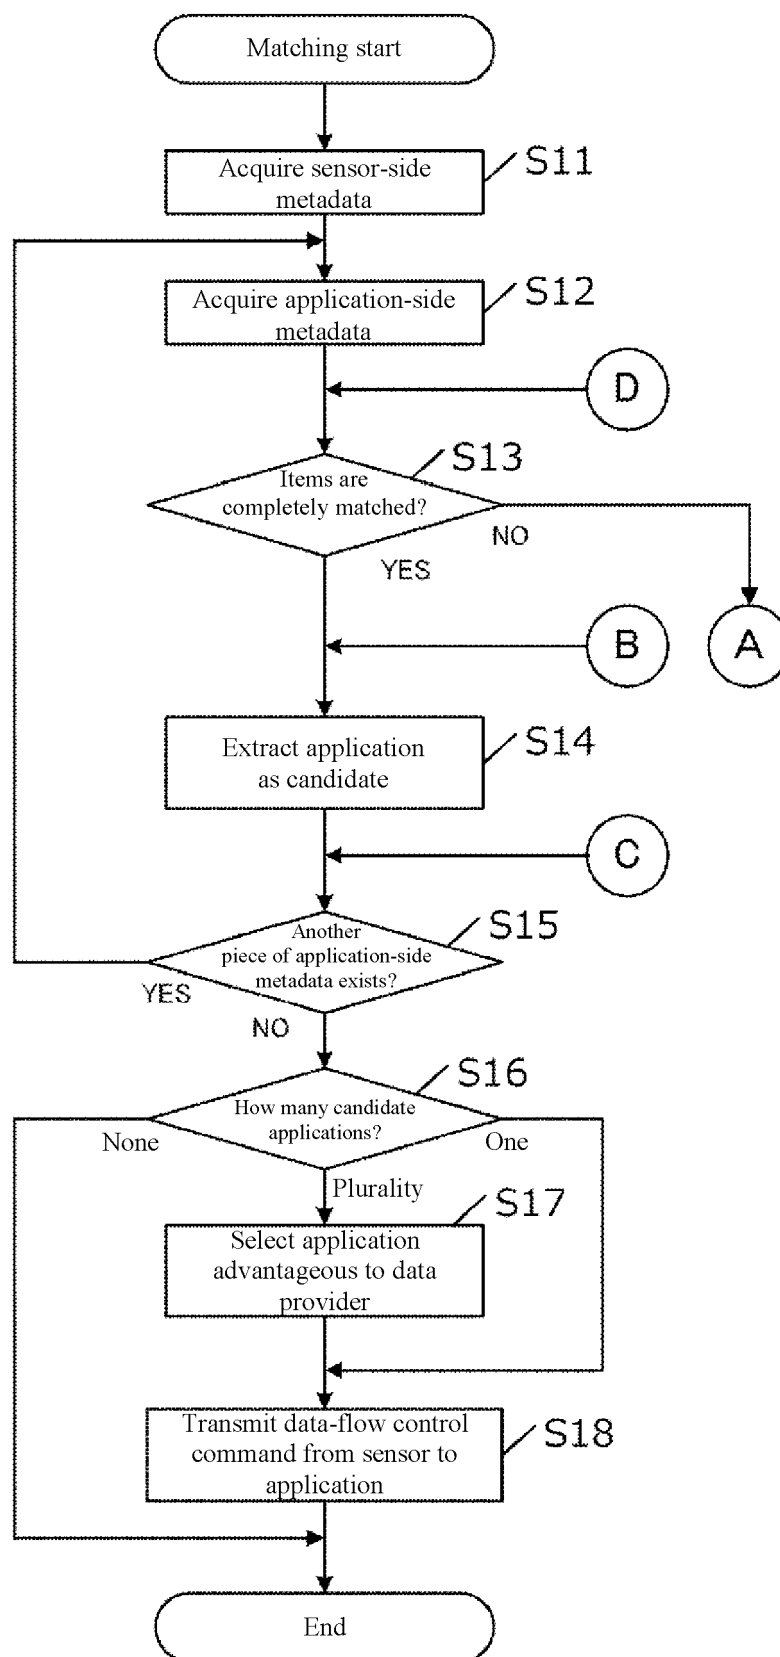 Matching start
S11
Acquire sensor-side
metadata
S12
Acquire application-side
metadata
D
S13
Items are
completely matched?
NO
YES
B
A
S14
Extract application
as candidate
C
S15
Another
piece of application-side
metadata exists?
YES
NO
S16
How many candidate
applications?
None
One
Plurality
S17
Select application
advantageous to data
provider
S18
Transmit data-flow control
command from sensor to
application
End